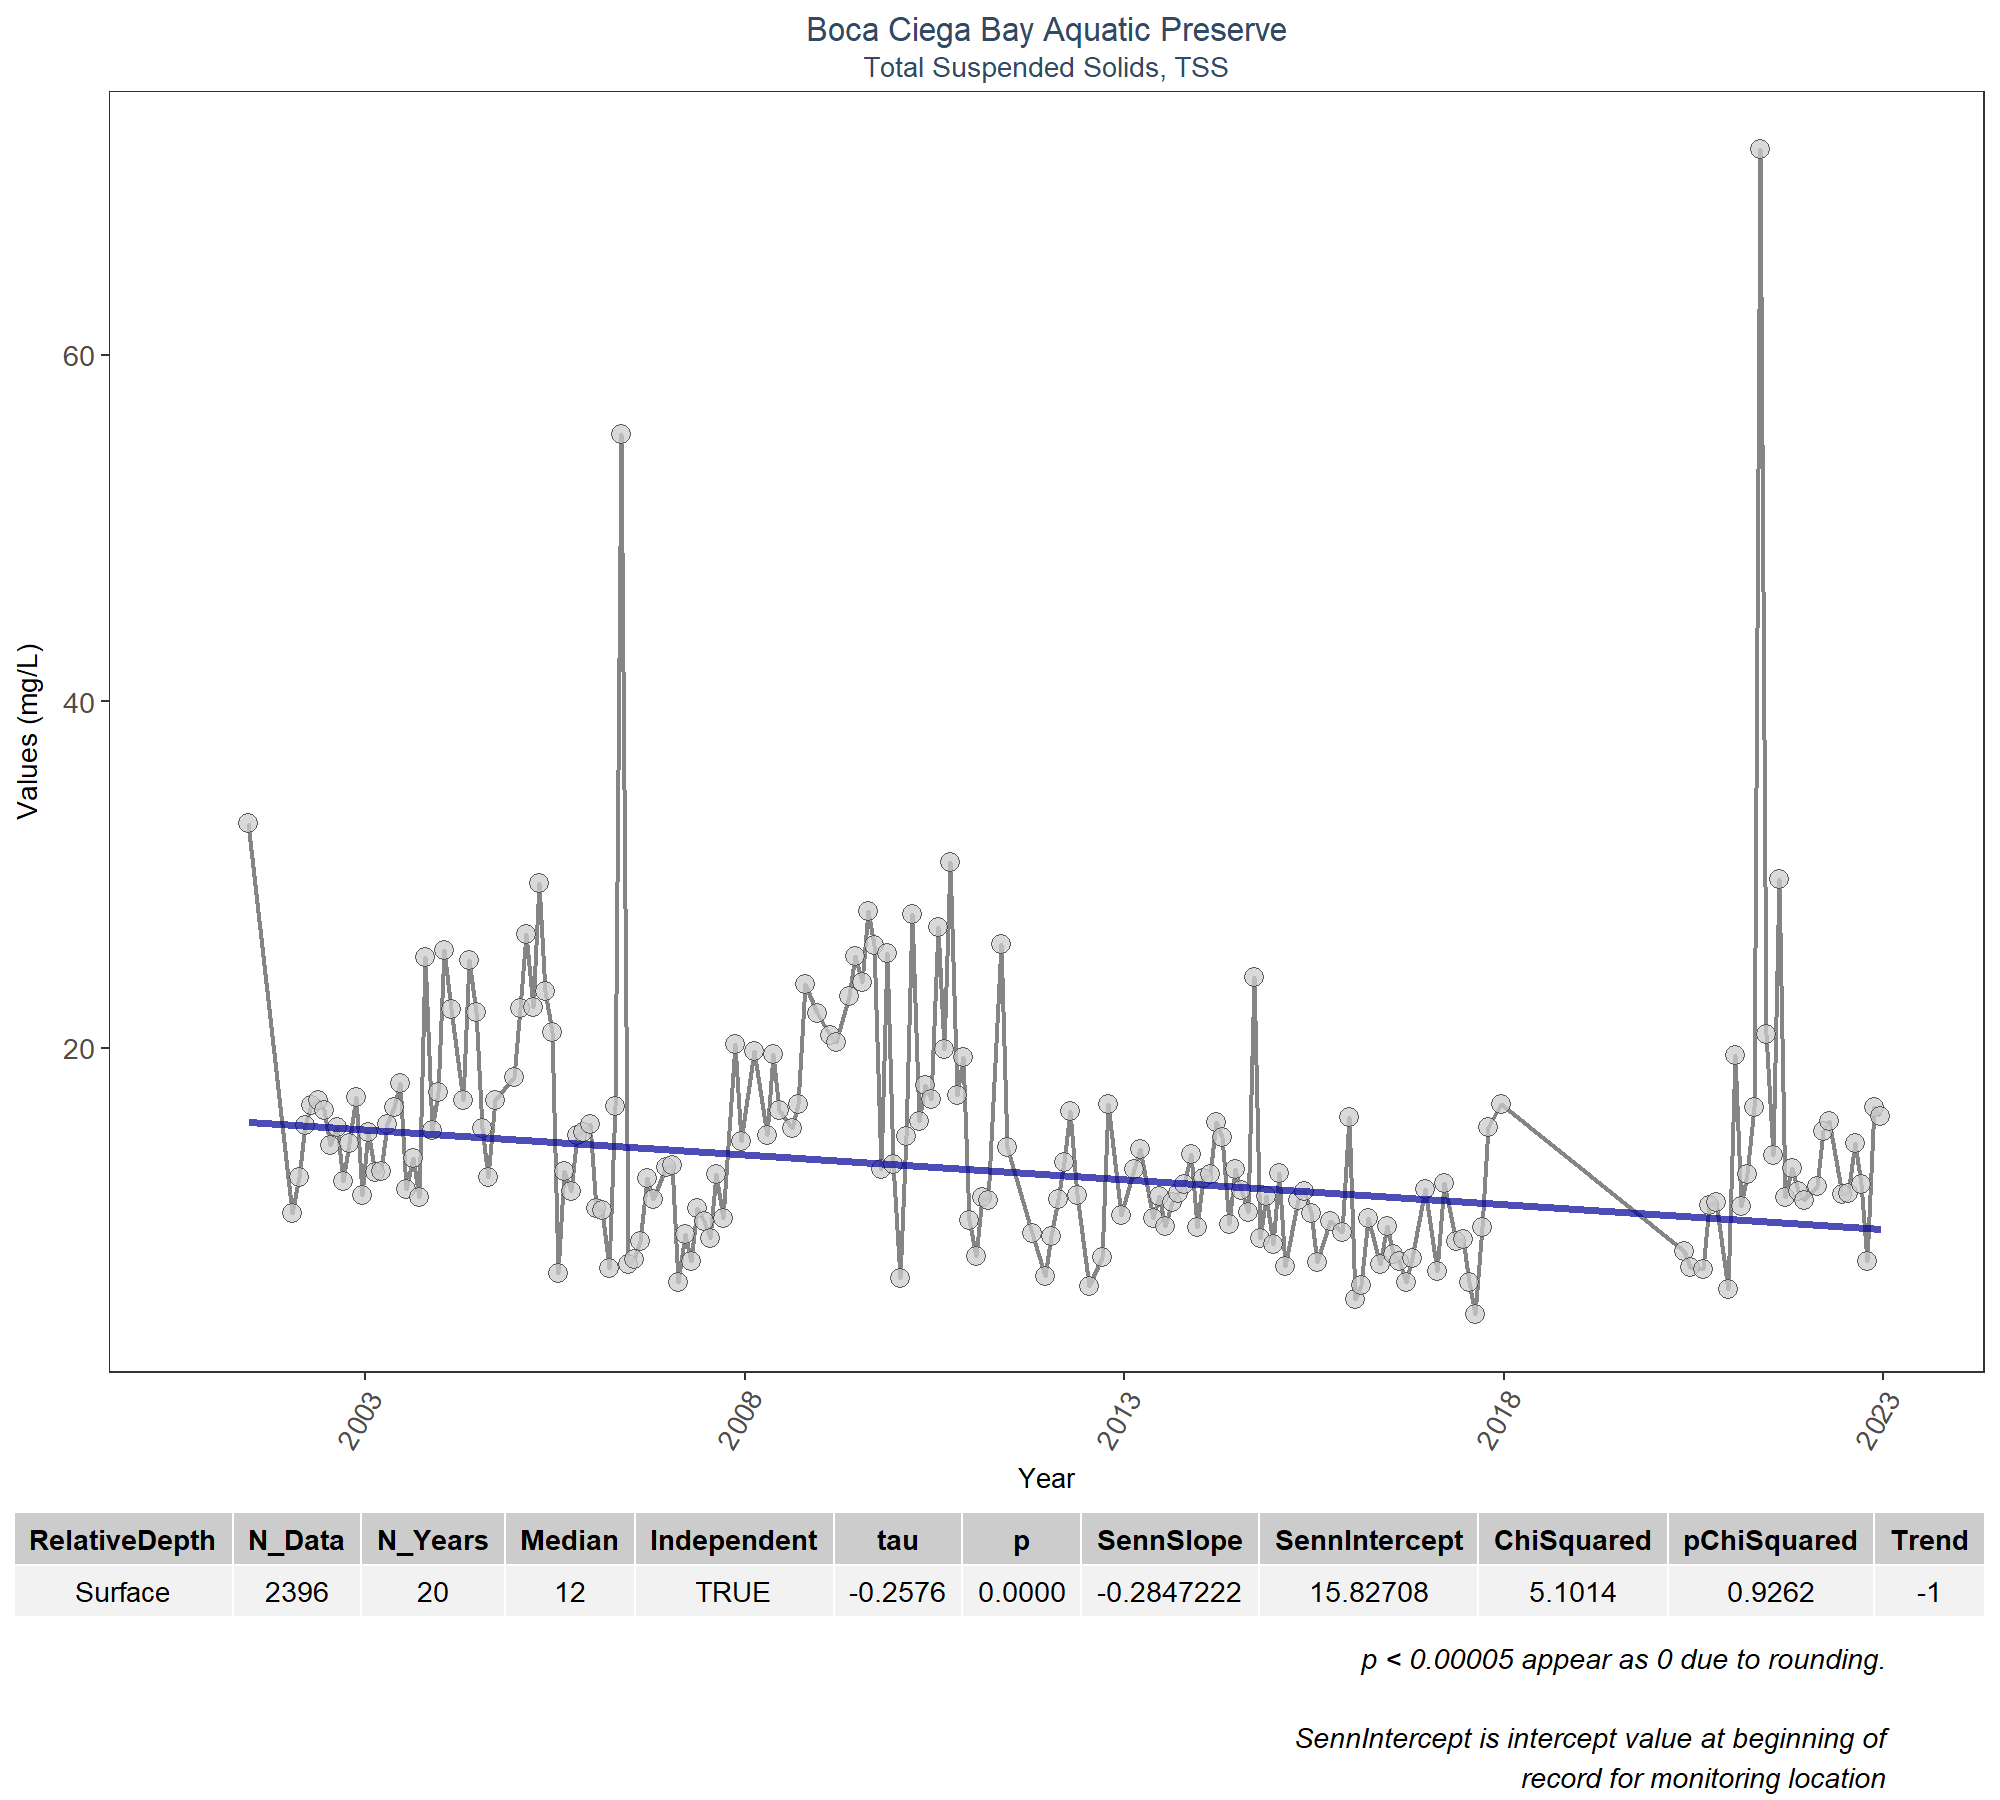 Boca Ciega Bay Aquatic Preserve
Total Suspended Solids, TSS
Values (mg/L)
60
40
20
2003 2008 2013 2018 2023
Year
RelativeDepth N_Data N_Years Median Independent tau p SennSlope SennIntercept ChiSquared pChiSquared Trend
Surface 2396 20 12 TRUE -0.2576 0.0000 -0.2847222 15.82708 5.1014 0.9262 -1
p < 0.00005 appear as 0 due to rounding.
SennIntercept is intercept value at beginning of
record for monitoring location